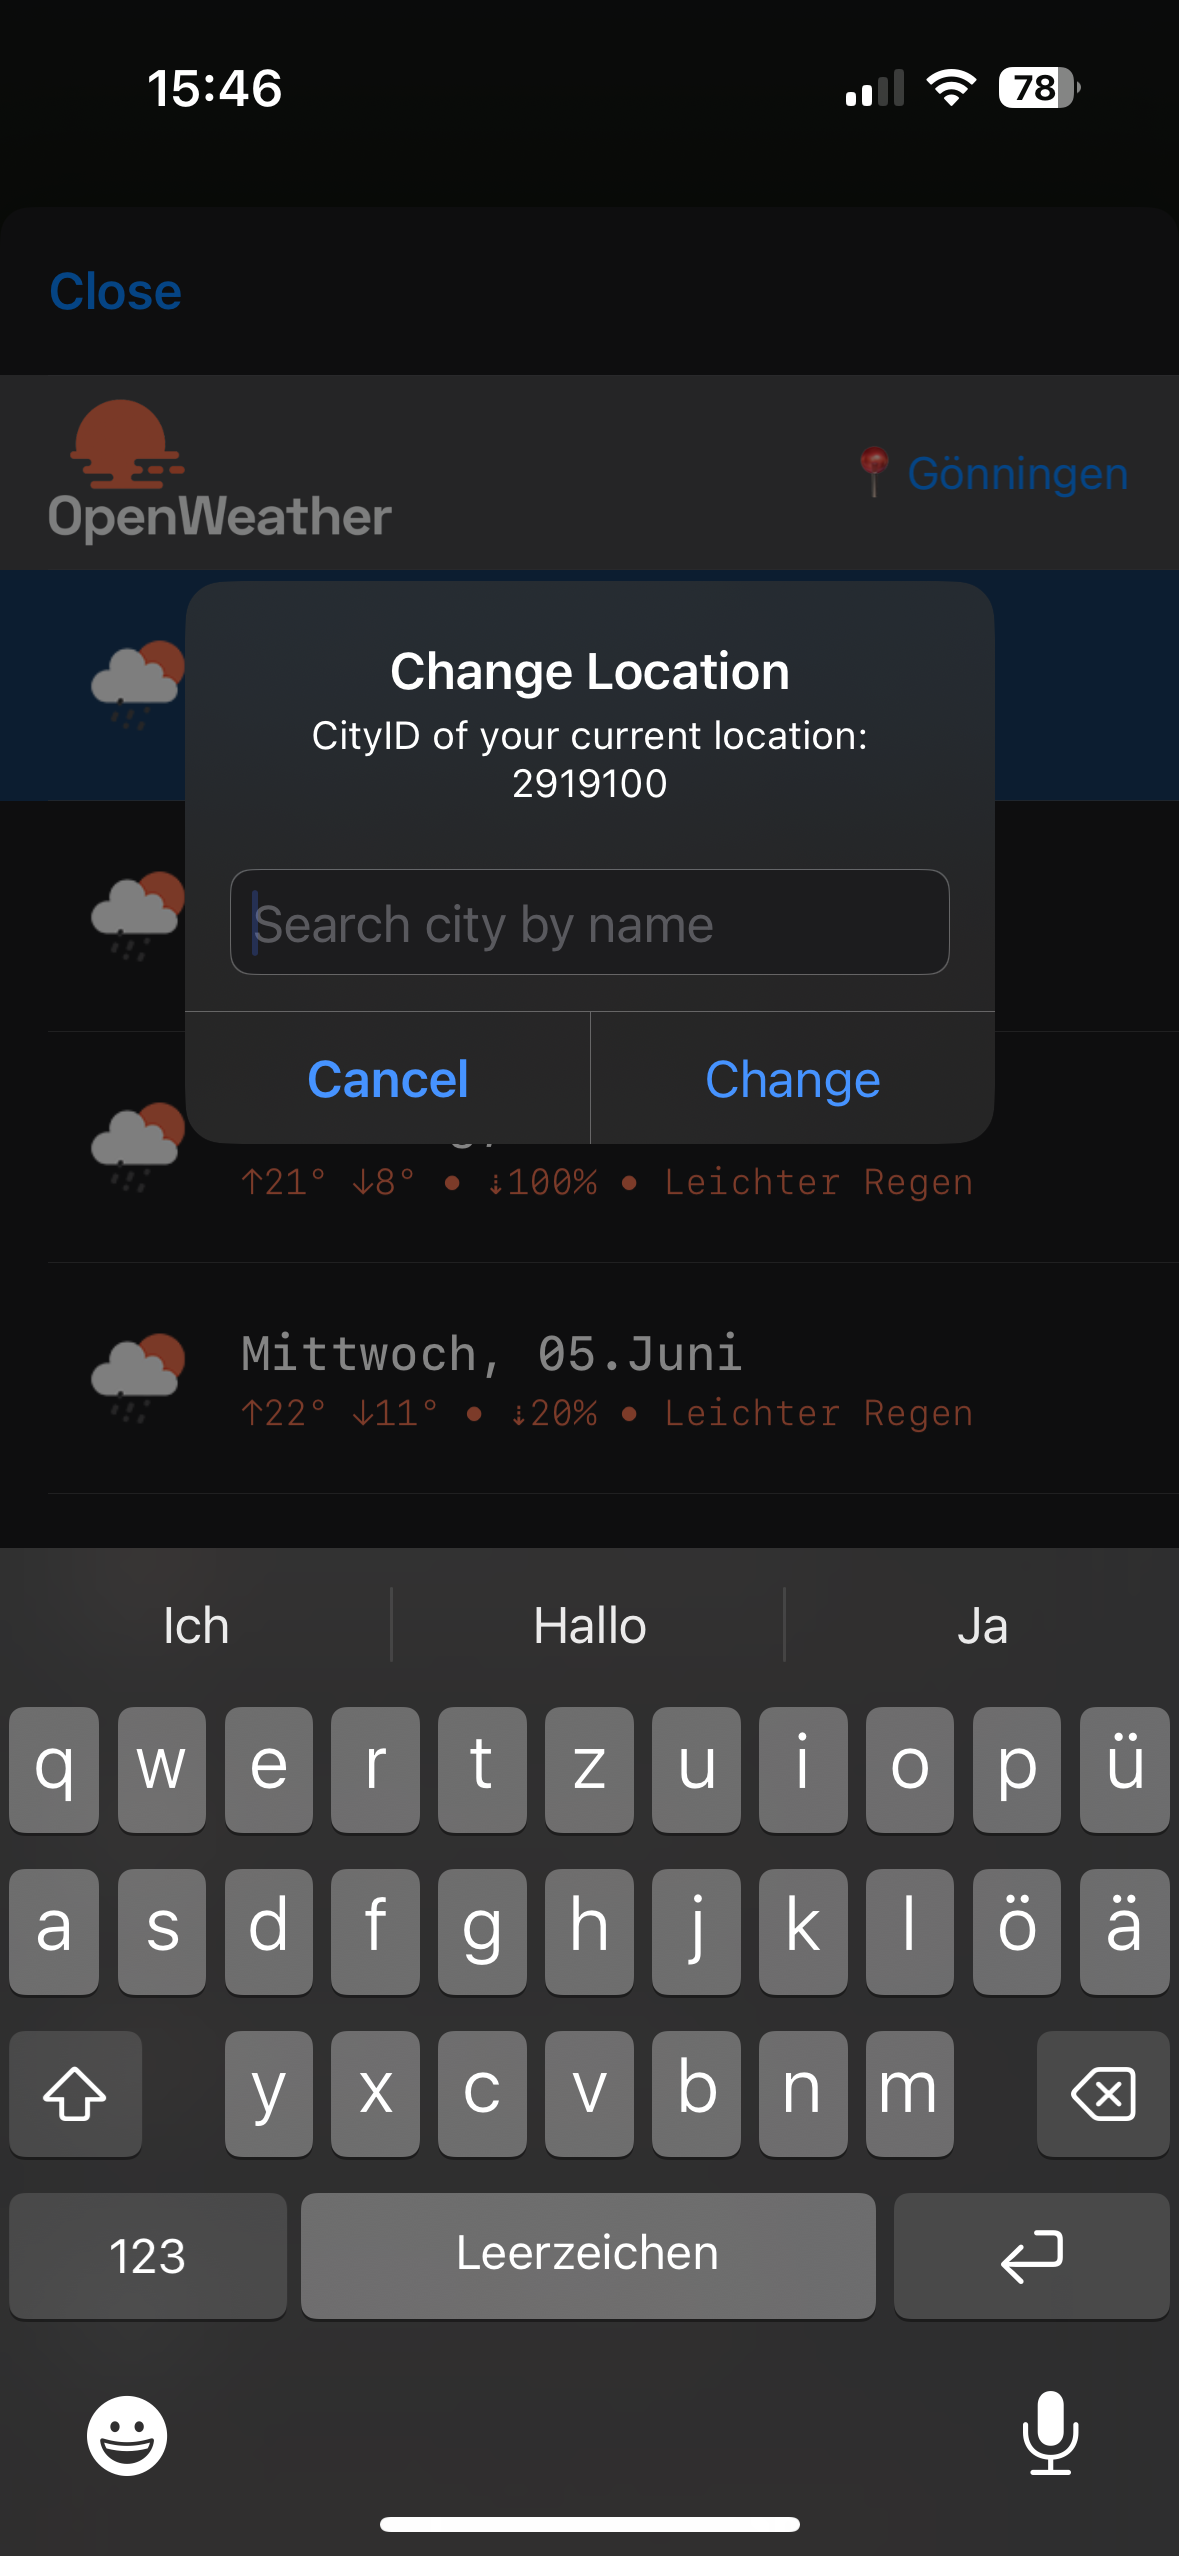 15:46
78
Close
OpenWeather
📍 Gönningen
Change Location
CityID of your current location:
2919100
Search city by name
Cancel
Change
↑21° ↓8° • ⇣100% • Leichter Regen
Mittwoch, 05.Juni
↑22° ↓11° • ⇣20% • Leichter Regen
Ich
Hallo
Ja
q w e r t z u i o p ü
a s d f g h j k l ö ä
y x c v b n m
123
Leerzeichen